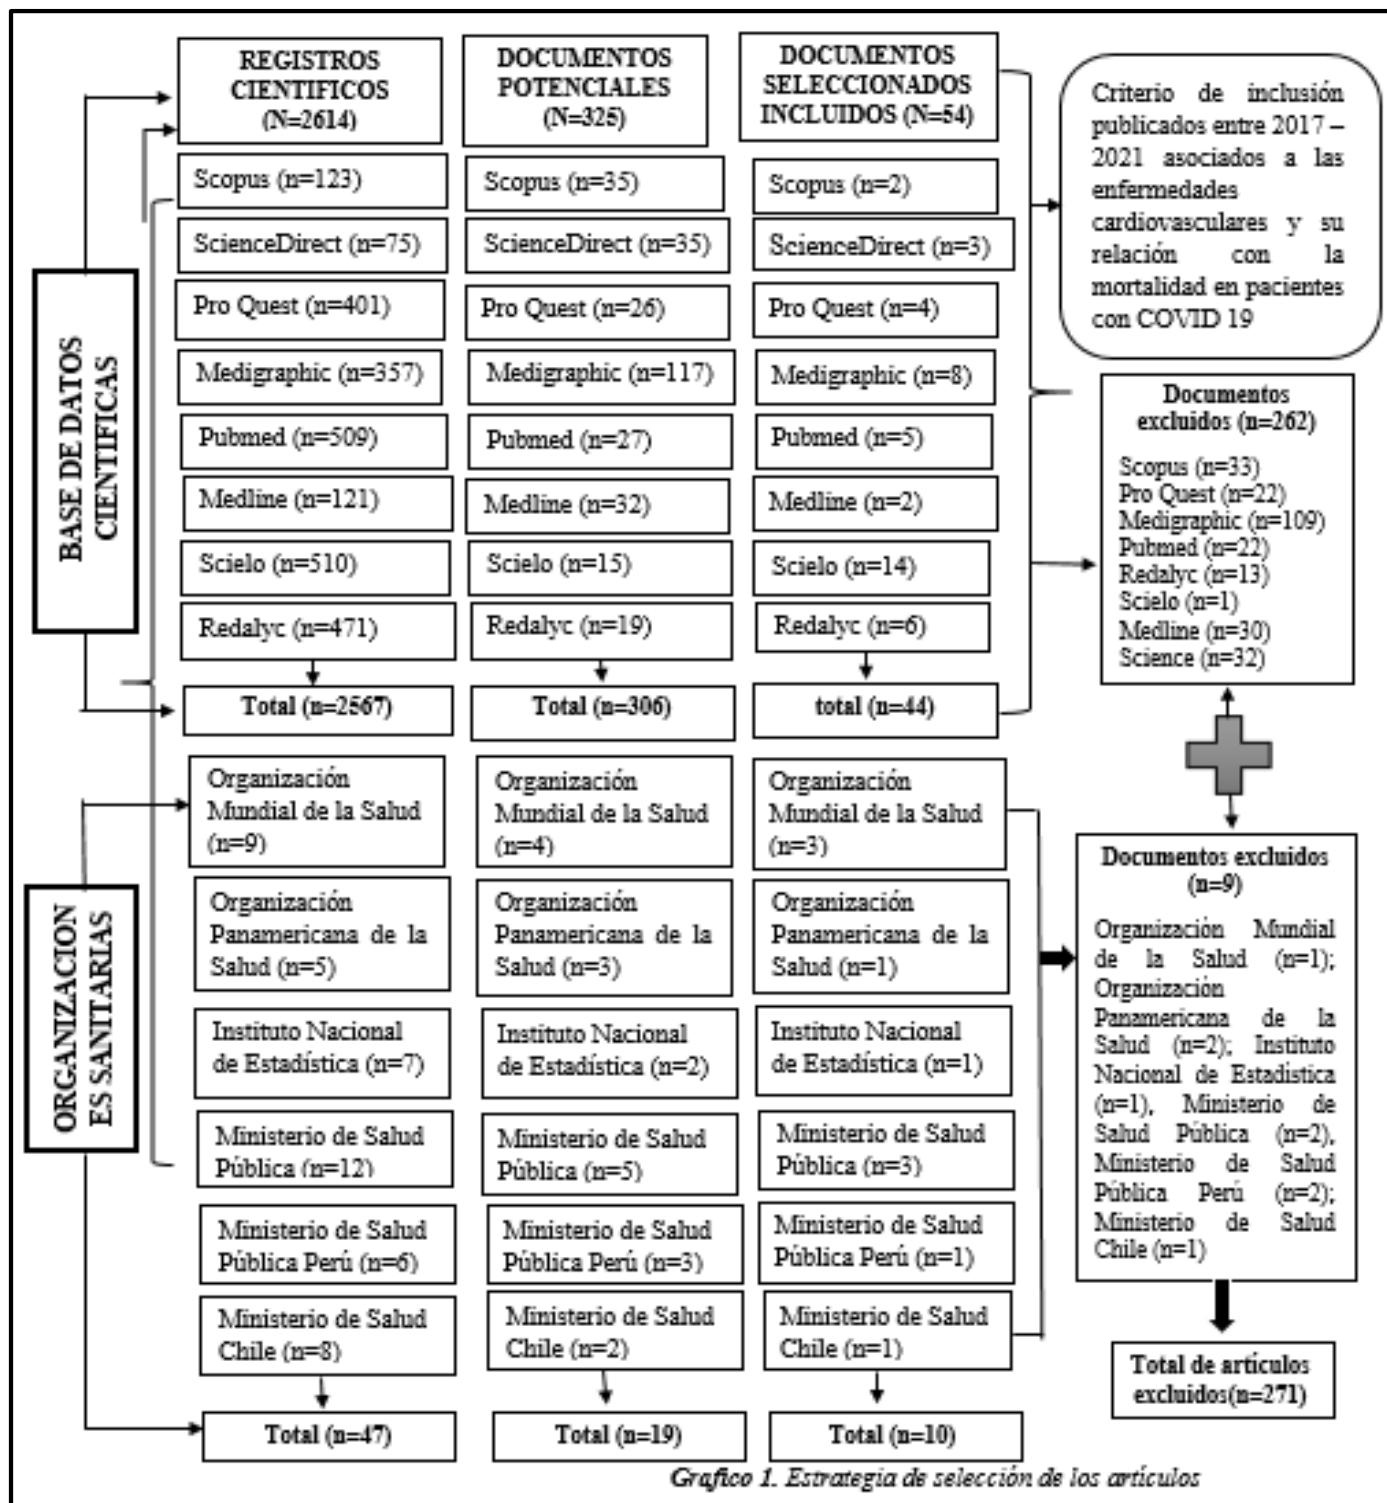 REGISTROS
CIENTIFICOS
(N=2614)
DOCUMENTOS
POTENCIALES
(N=325)
DOCUMENTOS
SELECCIONADOS
INCLUIDOS (N=54)
Criterio de inclusión
publicados entre 2017 –
2021 asociados a las
enfermedades
cardiovasculares y su
relación con la
mortalidad en pacientes
con COVID 19
BASE DE DATOS
CIENTIFICAS
Scopus (n=123)
Scopus (n=35)
Scopus (n=2)
ScienceDirect (n=75)
ScienceDirect (n=35)
ScienceDirect (n=3)
Pro Quest (n=401)
Pro Quest (n=26)
Pro Quest (n=4)
Medigraphic (n=357)
Medigraphic (n=117)
Medigraphic (n=8)
Pubmed (n=509)
Pubmed (n=27)
Pubmed (n=5)
Medline (n=121)
Medline (n=32)
Medline (n=2)
Scielo (n=510)
Scielo (n=15)
Scielo (n=14)
Redalyc (n=471)
Redalyc (n=19)
Redalyc (n=6)
Total (n=2567)
Total (n=306)
total (n=44)
Documentos
excluidos (n=262)
Scopus (n=33)
Pro Quest (n=22)
Medigraphic (n=109)
Pubmed (n=22)
Redalyc (n=13)
Scielo (n=1)
Medline (n=30)
Science (n=32)
ORGANIZACION
ES SANITARIAS
Organización
Mundial de la Salud
(n=9)
Organización
Mundial de la Salud
(n=4)
Organización
Mundial de la Salud
(n=3)
Organización
Panamericana de la
Salud (n=5)
Organización
Panamericana de la
Salud (n=3)
Organización
Panamericana de la
Salud (n=1)
Instituto Nacional
de Estadística (n=7)
Instituto Nacional
de Estadística (n=2)
Instituto Nacional
de Estadística (n=1)
Ministerio de Salud
Pública (n=12)
Ministerio de Salud
Pública (n=5)
Ministerio de Salud
Pública (n=3)
Ministerio de Salud
Pública Perú (n=6)
Ministerio de Salud
Pública Perú (n=3)
Ministerio de Salud
Pública Perú (n=1)
Ministerio de Salud
Chile (n=8)
Ministerio de Salud
Chile (n=2)
Ministerio de Salud
Chile (n=1)
Total (n=47)
Total (n=19)
Total (n=10)
Documentos excluidos
(n=9)
Organización Mundial
de la Salud (n=1);
Organización
Panamericana de la
Salud (n=2); Instituto
Nacional de Estadística
(n=1), Ministerio de
Salud Pública (n=2),
Ministerio de Salud
Pública Perú (n=2);
Ministerio de Salud
Chile (n=1)
Total de artículos
excluidos(n=271)
Grafico 1. Estrategia de selección de los artículos